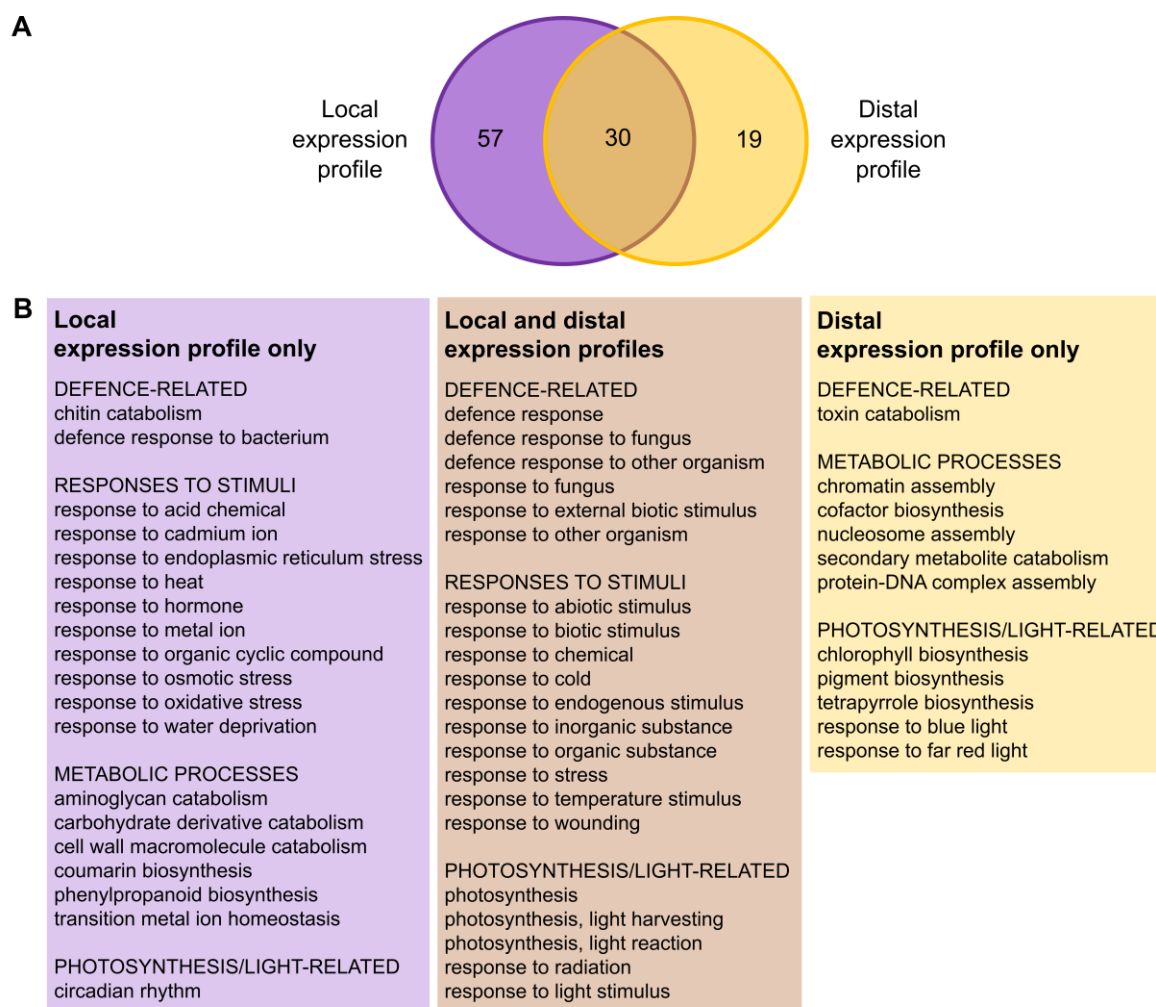 A
Local
expression
profile
57
30
19
Distal
expression
profile
B
Local
expression profile only
DEFENCE-RELATED
chitin catabolism
defence response to bacterium
RESPONSES TO STIMULI
response to acid chemical
response to cadmium ion
response to endoplasmic reticulum stress
response to heat
response to hormone
response to metal ion
response to organic cyclic compound
response to osmotic stress
response to oxidative stress
response to water deprivation
METABOLIC PROCESSES
aminoglycan catabolism
carbohydrate derivative catabolism
cell wall macromolecule catabolism
coumarin biosynthesis
phenylpropanoid biosynthesis
transition metal ion homeostasis
PHOTOSYNTHESIS/LIGHT-RELATED
circadian rhythm
Local and distal
expression profiles
DEFENCE-RELATED
defence response
defence response to fungus
defence response to other organism
response to fungus
response to external biotic stimulus
response to other organism
RESPONSES TO STIMULI
response to abiotic stimulus
response to biotic stimulus
response to chemical
response to cold
response to endogenous stimulus
response to inorganic substance
response to organic substance
response to stress
response to temperature stimulus
response to wounding
PHOTOSYNTHESIS/LIGHT-RELATED
photosynthesis
photosynthesis, light harvesting
photosynthesis, light reaction
response to radiation
response to light stimulus
Distal
expression profile only
DEFENCE-RELATED
toxin catabolism
METABOLIC PROCESSES
chromatin assembly
cofactor biosynthesis
nucleosome assembly
secondary metabolite catabolism
protein-DNA complex assembly
PHOTOSYNTHESIS/LIGHT-RELATED
chlorophyll biosynthesis
pigment biosynthesis
tetrapyrrole biosynthesis
response to blue light
response to far red light